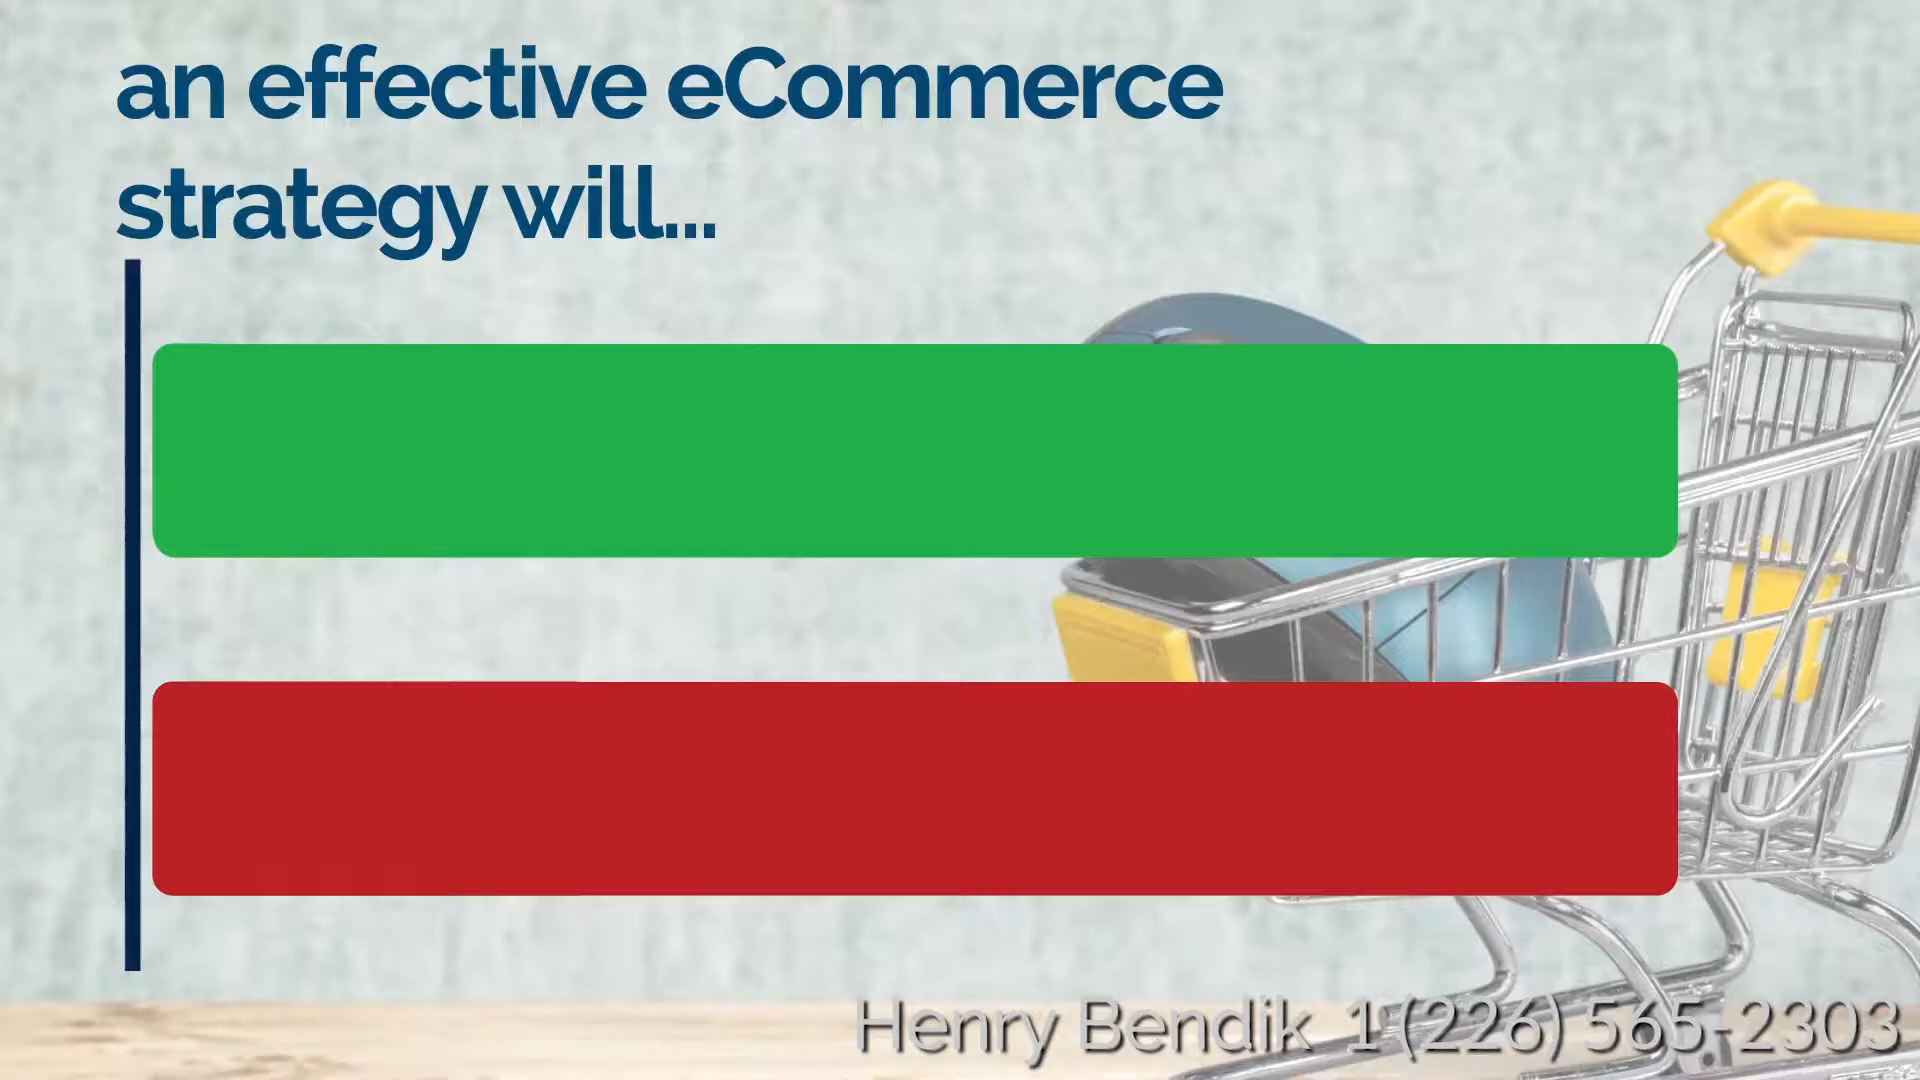 an effective eCommerce
strategy will...
Henry Bendik 1 (226) 565-2303